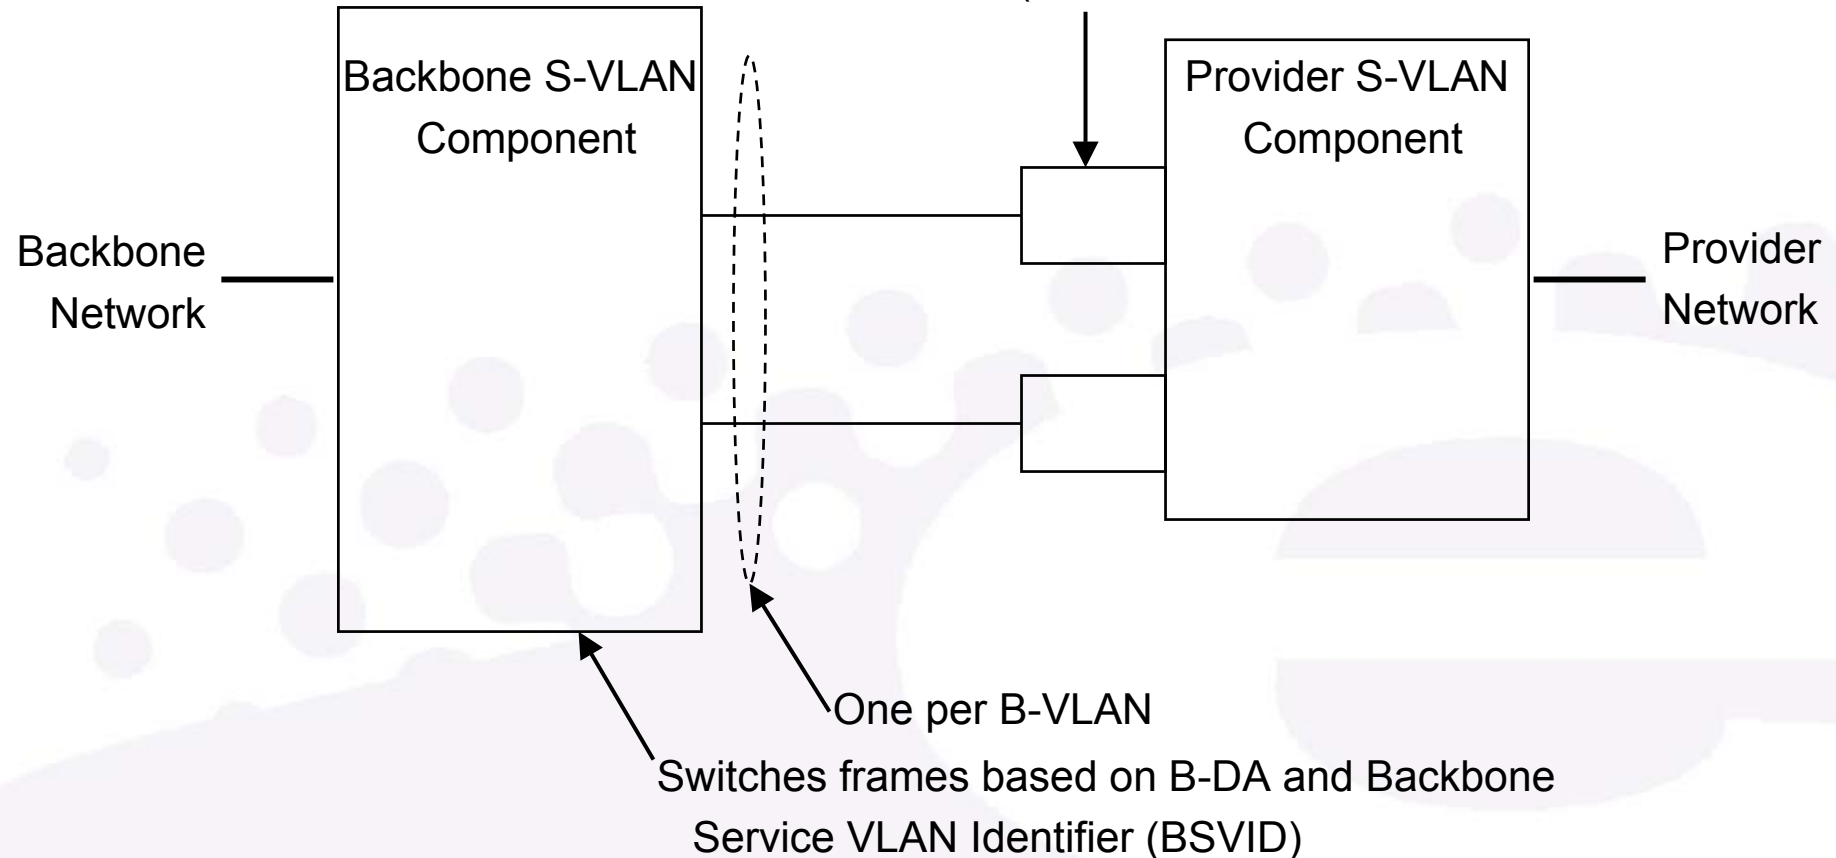 Backbone S-VLAN
Component
Provider S-VLAN
Component
Backbone
Network
Provider
Network
One per B-VLAN
Switches frames based on B-DA and Backbone
Service VLAN Identifier (BSVID)